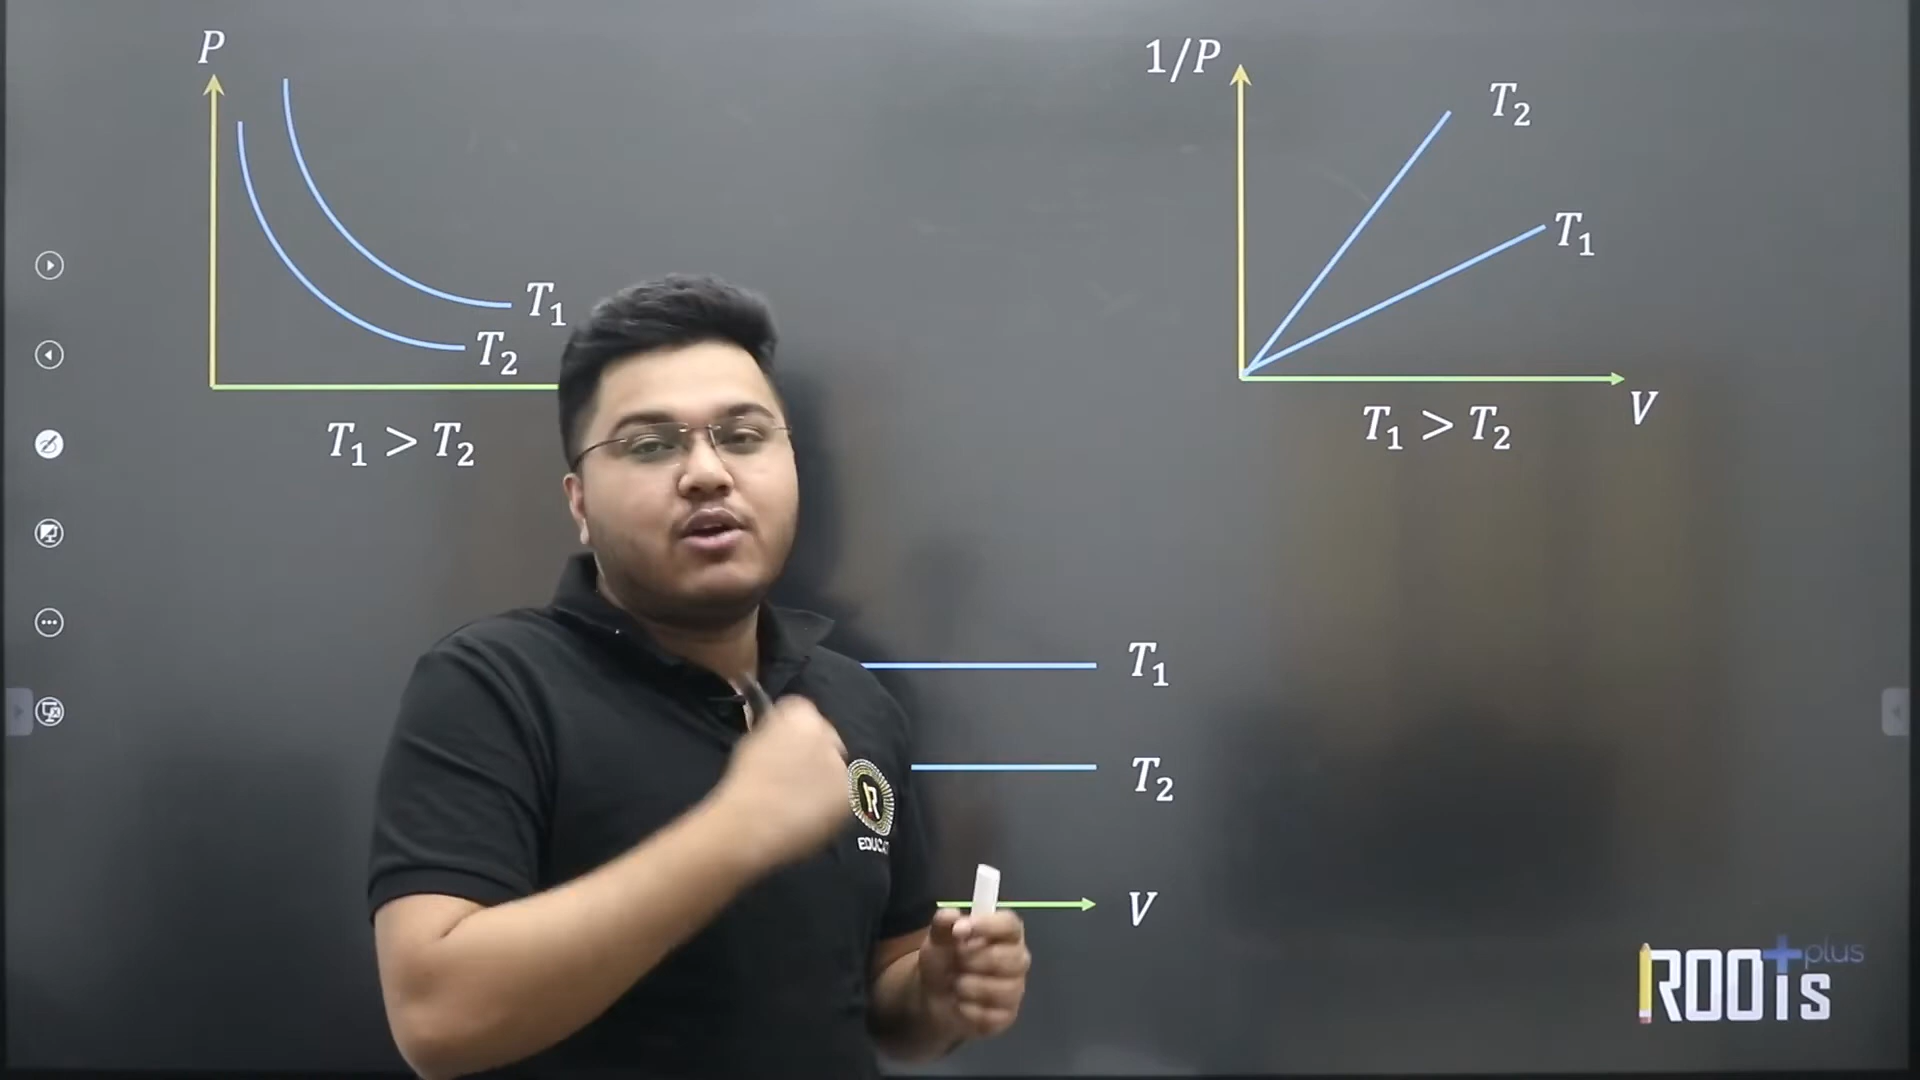 P
T₁
T₂
T₁ > T₂
1/P
T₂
T₁
V
T₁ > T₂
T₁
T₂
V
R
ROOTS plus